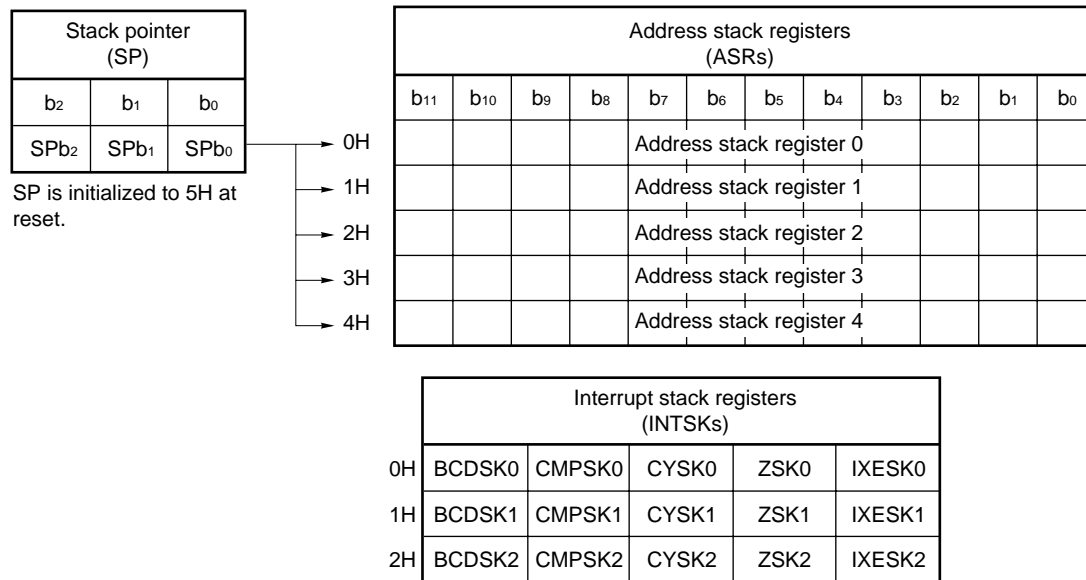 Stack pointer
(SP)
b2 b1 b0
SPb2 SPb1 SPb0
SP is initialized to 5H at
reset.
Address stack registers
(ASRs)
b11 b10 b9 b8 b7 b6 b5 b4 b3 b2 b1 b0
0H Address stack register 0
1H Address stack register 1
2H Address stack register 2
3H Address stack register 3
4H Address stack register 4
Interrupt stack registers
(INTSKs)
0H BCDSK0 CMPSK0 CYSK0 ZSK0 IXESK0
1H BCDSK1 CMPSK1 CYSK1 ZSK1 IXESK1
2H BCDSK2 CMPSK2 CYSK2 ZSK2 IXESK2